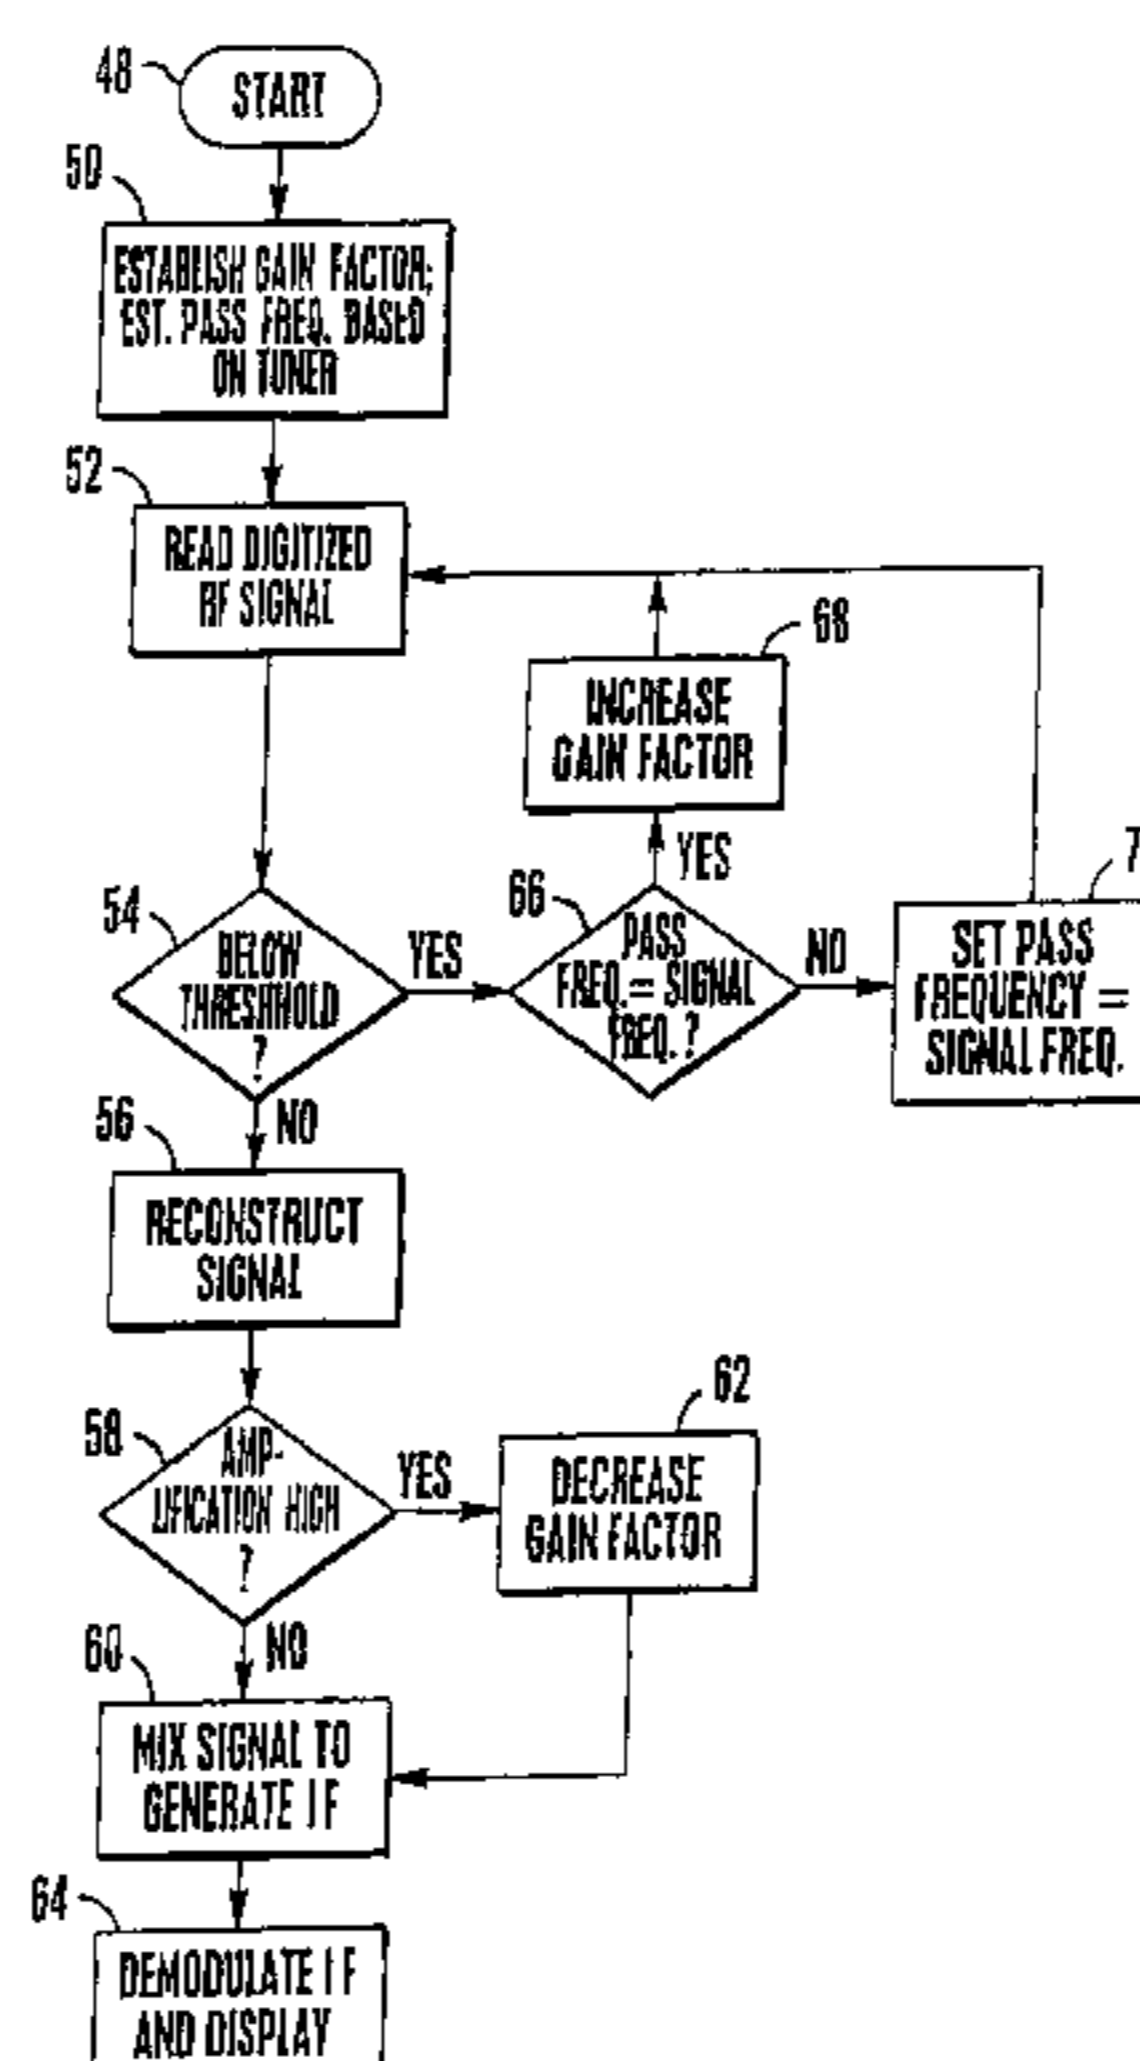 48
START
50
ESTABLISH GAIN FACTOR;
EST. PASS FREQ. BASED
ON TUNER
52
READ DIGITIZED
RF SIGNAL
68
INCREASE
GAIN FACTOR
YES
66
PASS
FREQ. = SIGNAL
FREQ. ?
NO
7
SET PASS
FREQUENCY =
SIGNAL FREQ.
54
BELOW
THRESHHOLD
?
YES
NO
56
RECONSTRUCT
SIGNAL
58
AMP-
LIFICATION HIGH
?
YES
62
DECREASE
GAIN FACTOR
NO
60
MIX SIGNAL TO
GENERATE IF
64
DEMODULATE IF
AND DISPLAY